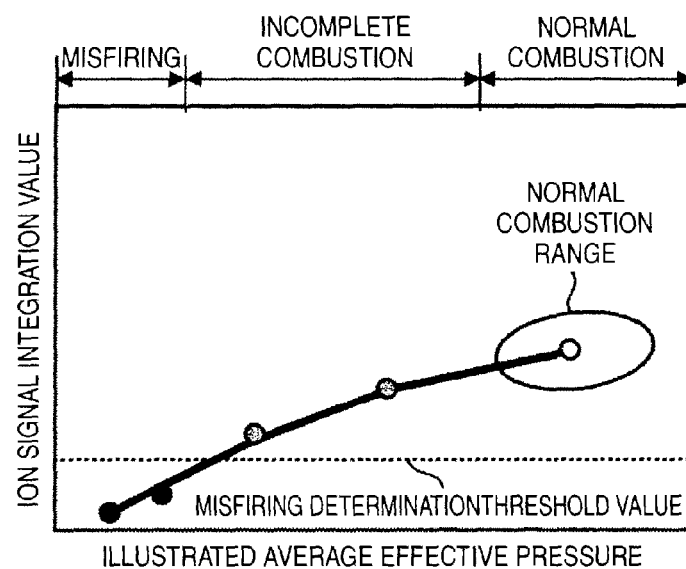 MISFIRING
INCOMPLETE
COMBUSTION
NORMAL
COMBUSTION
ION SIGNAL INTEGRATION VALUE
NORMAL
COMBUSTION
RANGE
MISFIRING DETERMINATIONTHRESHOLD VALUE
ILLUSTRATED AVERAGE EFFECTIVE PRESSURE